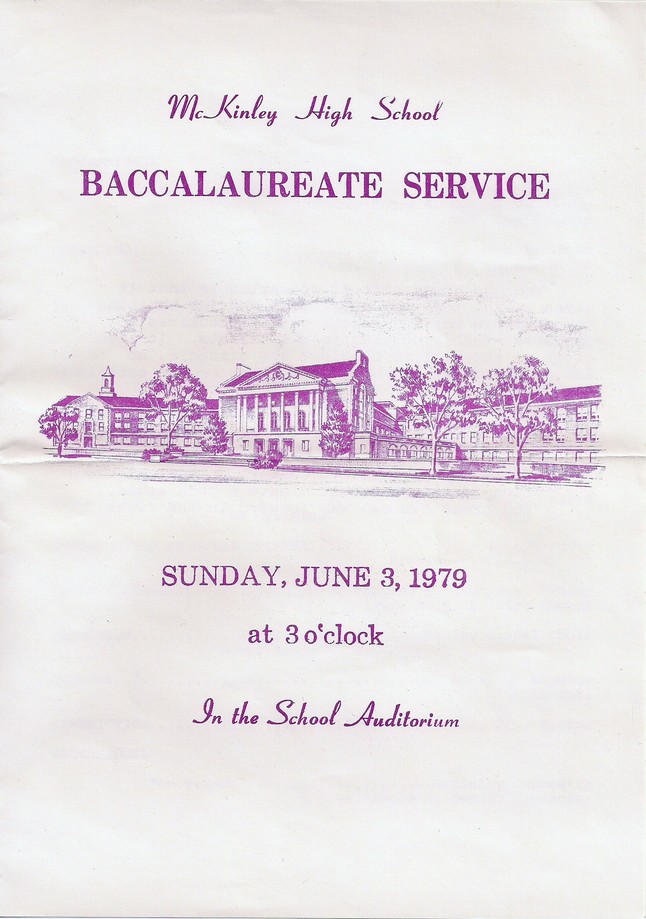 McKinley High School
BACCALAUREATE SERVICE
SUNDAY, JUNE 3, 1979
at 3 o'clock
In the School Auditorium